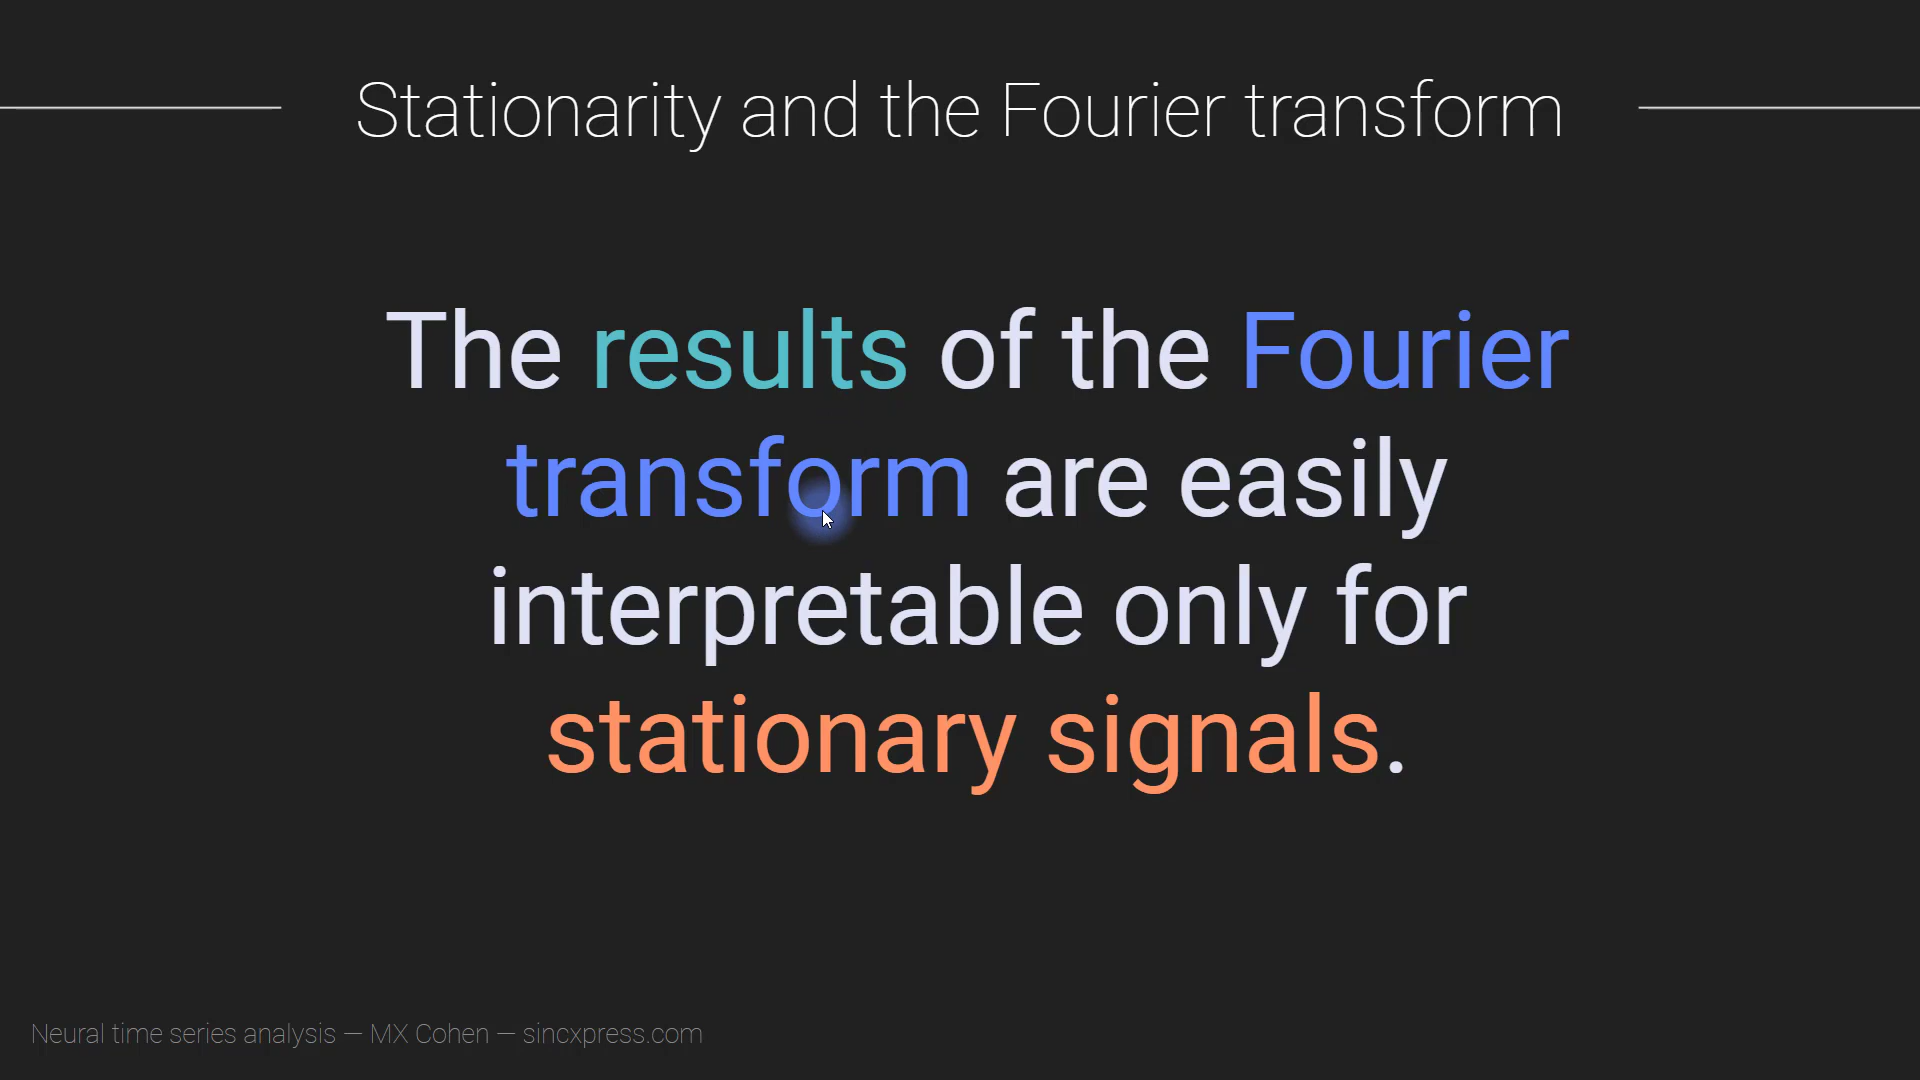 Stationarity and the Fourier transform
The results of the Fourier
transform are easily
interpretable only for
stationary signals.
Neural time series analysis — MX Cohen — sincxpress.com